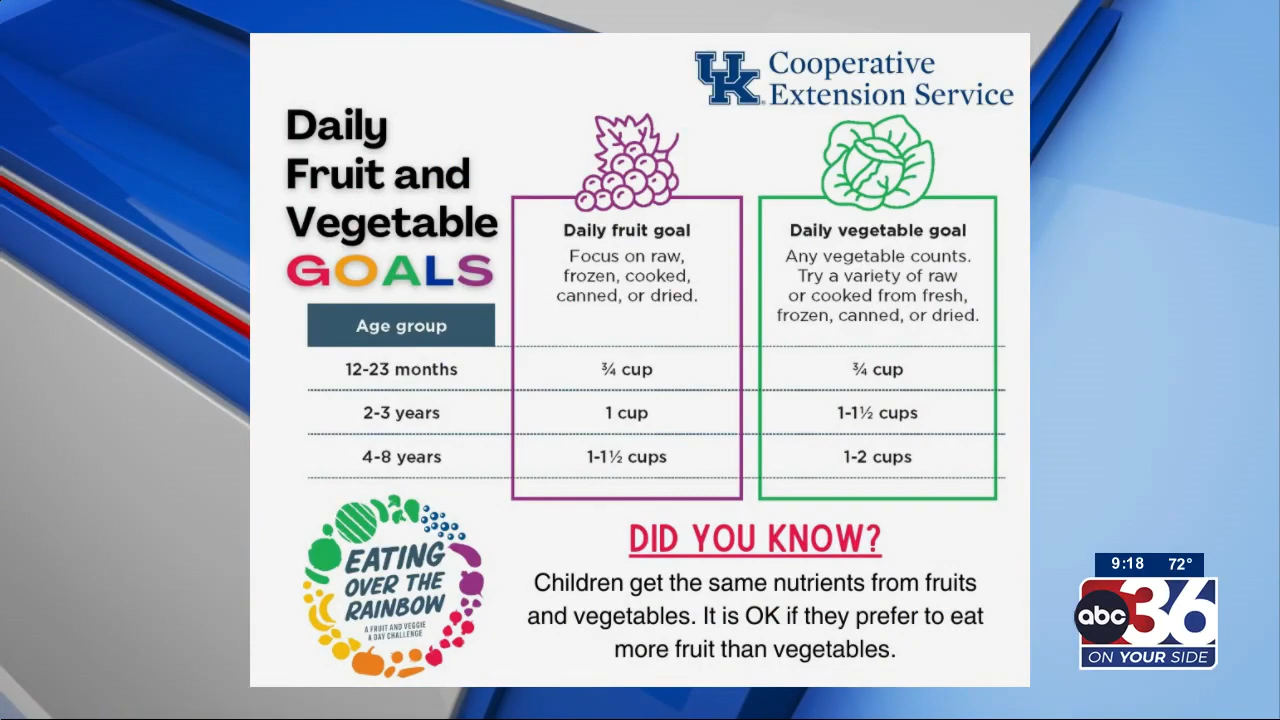 UK Cooperative
Extension Service
Daily
Fruit and
Vegetable
GOALS
Daily fruit goal
Focus on raw,
frozen, cooked,
canned, or dried.
Daily vegetable goal
Any vegetable counts.
Try a variety of raw
or cooked from fresh,
frozen, canned, or dried.
Age group
12-23 months ¾ cup ¾ cup
2-3 years 1 cup 1-1½ cups
4-8 years 1-1½ cups 1-2 cups
EATING
OVER THE
RAINBOW
A FRUIT AND VEGGIE
A DAY CHALLENGE
DID YOU KNOW?
Children get the same nutrients from fruits
and vegetables. It is OK if they prefer to eat
more fruit than vegetables.
9:18 72°
abc 36
ON YOUR SIDE